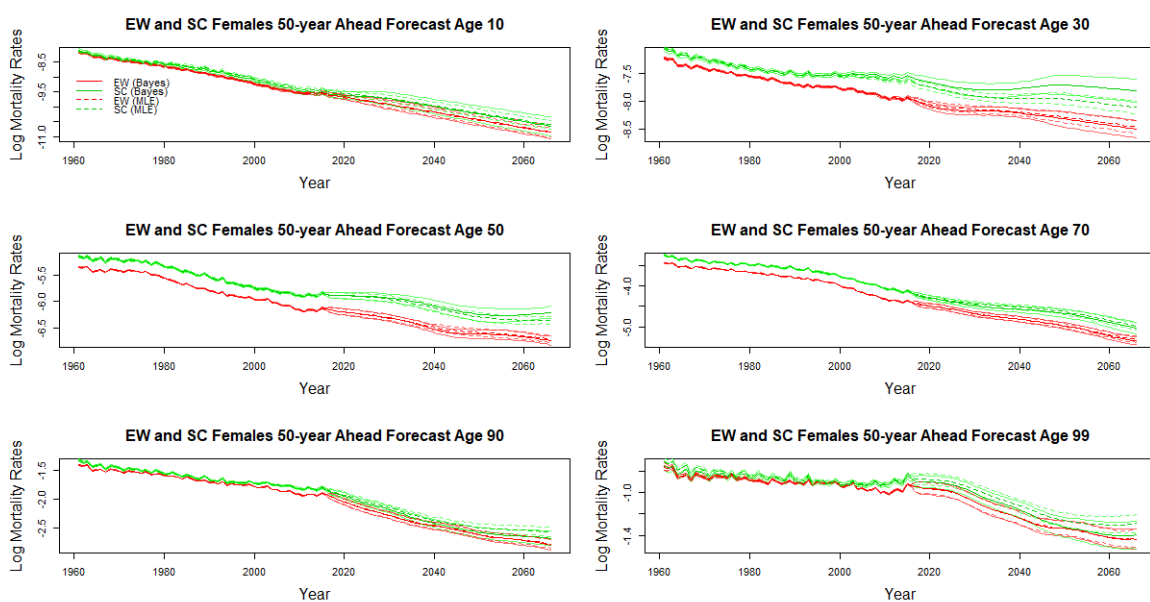 EW and SC Females 50-year Ahead Forecast Age 10
Log Mortality Rates
-8.5
-9.5
-11.0
EW (Bayes)
SC (Bayes)
EW (MLE)
SC (MLE)
1960 1980 2000 2020 2040 2060
Year
EW and SC Females 50-year Ahead Forecast Age 30
Log Mortality Rates
-7.5
-8.0
-8.5
1960 1980 2000 2020 2040 2060
Year
EW and SC Females 50-year Ahead Forecast Age 50
Log Mortality Rates
-5.5
-6.0
-6.5
1960 1980 2000 2020 2040 2060
Year
EW and SC Females 50-year Ahead Forecast Age 70
Log Mortality Rates
-4.0
-5.0
1960 1980 2000 2020 2040 2060
Year
EW and SC Females 50-year Ahead Forecast Age 90
Log Mortality Rates
-1.5
-2.0
-2.5
1960 1980 2000 2020 2040 2060
Year
EW and SC Females 50-year Ahead Forecast Age 99
Log Mortality Rates
-1.0
-1.4
1960 1980 2000 2020 2040 2060
Year